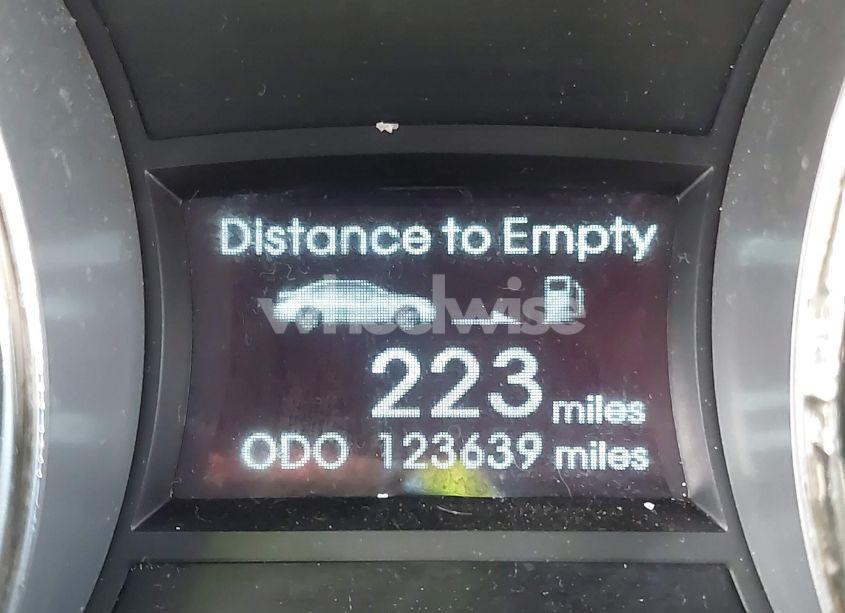 Distance to Empty
wheelwise
223 miles
ODO 123639 miles